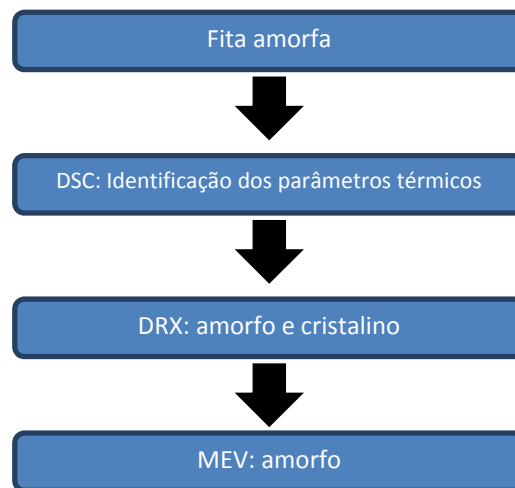 Fita amorfa
DSC: Identificação dos parâmetros térmicos
DRX: amorfo e cristalino
MEV: amorfo